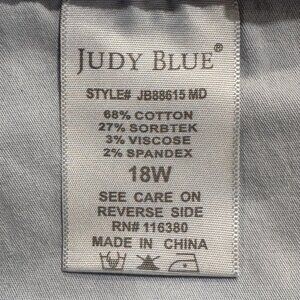 JUDY BLUE®
STYLE# JB88615 MD
68% COTTON
27% SORBTEK
3% VISCOSE
2% SPANDEX
18W
SEE CARE ON
REVERSE SIDE
RN# 116380
MADE IN CHINA